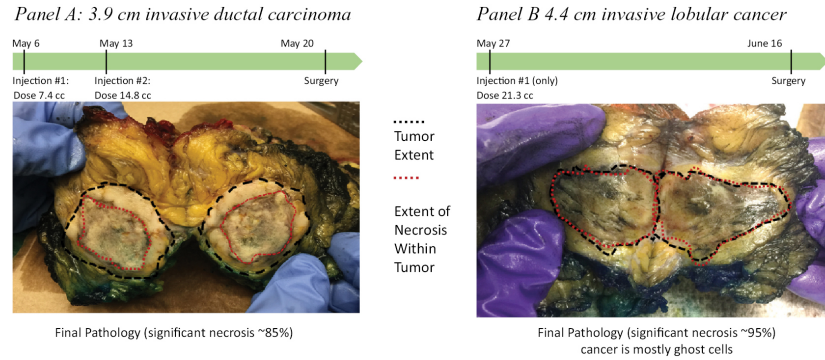 Panel A: 3.9 cm invasive ductal carcinoma
May 6
May 13
May 20
Injection #1:
Dose 7.4 cc
Injection #2:
Dose 14.8 cc
Surgery
Tumor
Extent
Extent of
Necrosis
Within
Tumor
Final Pathology (significant necrosis ~85%)
Panel B 4.4 cm invasive lobular cancer
May 27
June 16
Injection #1 (only)
Dose 21.3 cc
Surgery
Final Pathology (significant necrosis ~95%)
cancer is mostly ghost cells